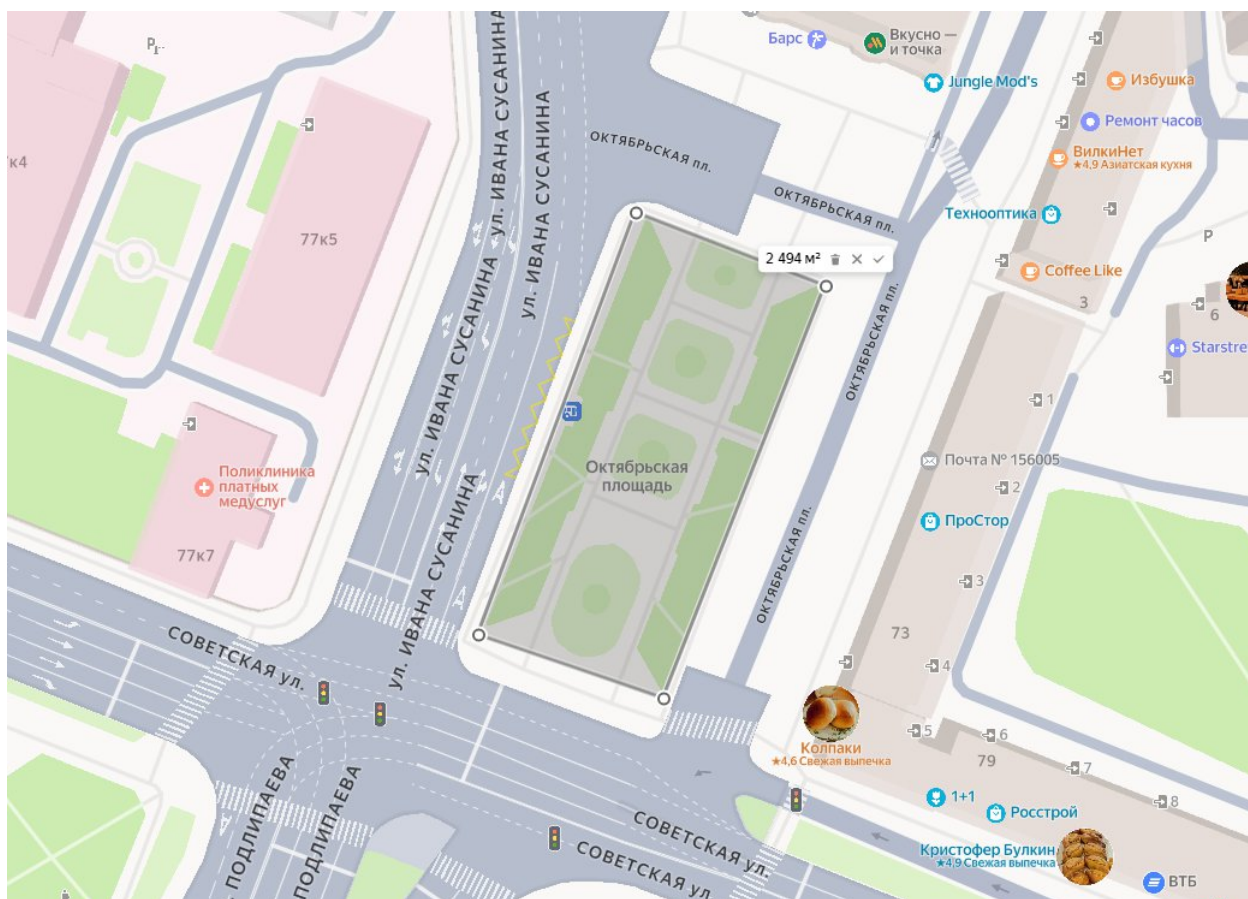 P
Барс
Вкусно —
и точка
Jungle Mod's
Избушка
Ремонт часов
ВилкиНет
★4,9 Азиатская кухня
Технооптика
P
Coffee Like
3
6
Starstre
к4
77к5
ул. ИВАНА СУСАНИНА
ул. ИВАНА СУСАНИНА
ул. ИВАНА СУСАНИНА
ул. ИВАНА СУСАНИНА
ул. ИВАНА СУСАНИНА
ОКТЯБРЬСКАЯ пл.
ОКТЯБРЬСКАЯ пл.
2 494 м²
ОКТЯБРЬСКАЯ пл.
ОКТЯБРЬСКАЯ пл.
Октябрьская
площадь
A
A
Поликлиника
платных
медуслуг
77к7
1
Почта № 156005
2
ПроСтор
3
73
4
СОВЕТСКАЯ ул.
5
6
79
7
8
Колпаки
★4,6 Свежая выпечка
1+1
Росстрой
Кристофер Булкин
★4,9 Свежая выпечка
ВТБ
ПОДЛИПАЕВА
ПОДЛИПАЕВА
A
СОВЕТСКАЯ ул.
СОВЕТСКАЯ ул.